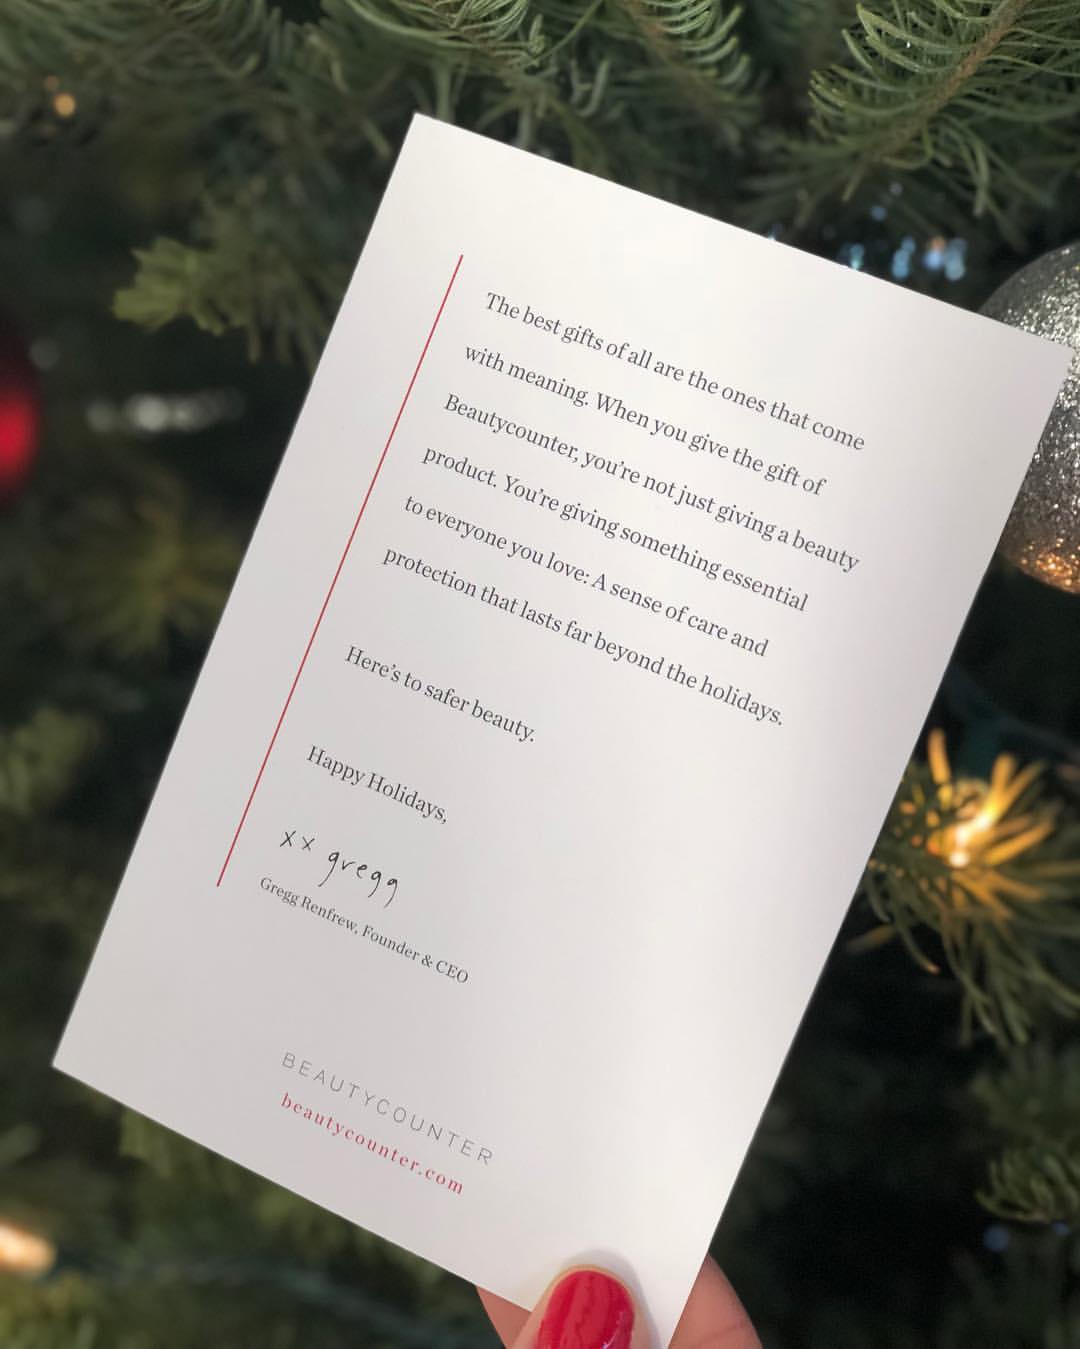 The best gifts of all are the ones that come
with meaning. When you give the gift of
Beautycounter, you're not just giving a beauty
product. You're giving something essential
to everyone you love: A sense of care and
protection that lasts far beyond the holidays.
Here's to safer beauty.
Happy Holidays,
xx gregg
Gregg Renfrew, Founder & CEO
BEAUTYCOUNTER
beautycounter.com